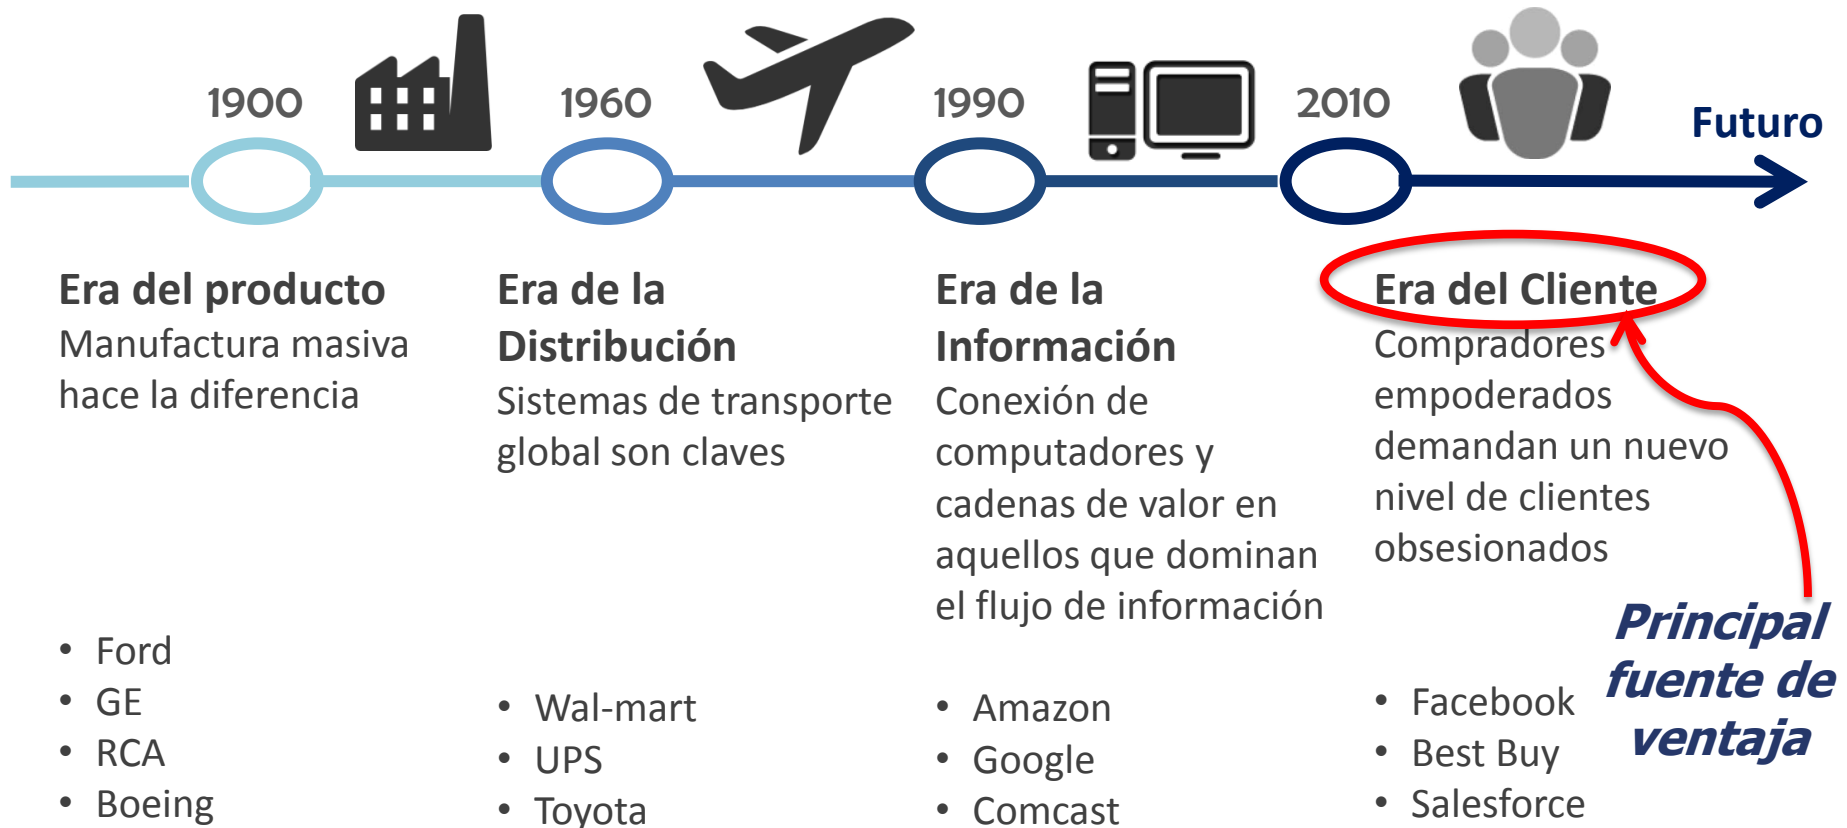 1900
1960
1990
2010
Futuro
Era del producto
Manufactura masiva
hace la diferencia
• Ford
• GE
• RCA
• Boeing
Era de la
Distribución
Sistemas de transporte
global son claves
• Wal-mart
• UPS
• Toyota
Era de la
Información
Conexión de
computadores y
cadenas de valor en
aquellos que dominan
el flujo de información
• Amazon
• Google
• Comcast
Era del Cliente
Compradores
empoderados
demandan un nuevo
nivel de clientes
obsesionados
• Facebook
• Best Buy
• Salesforce
Principal
fuente de
ventaja